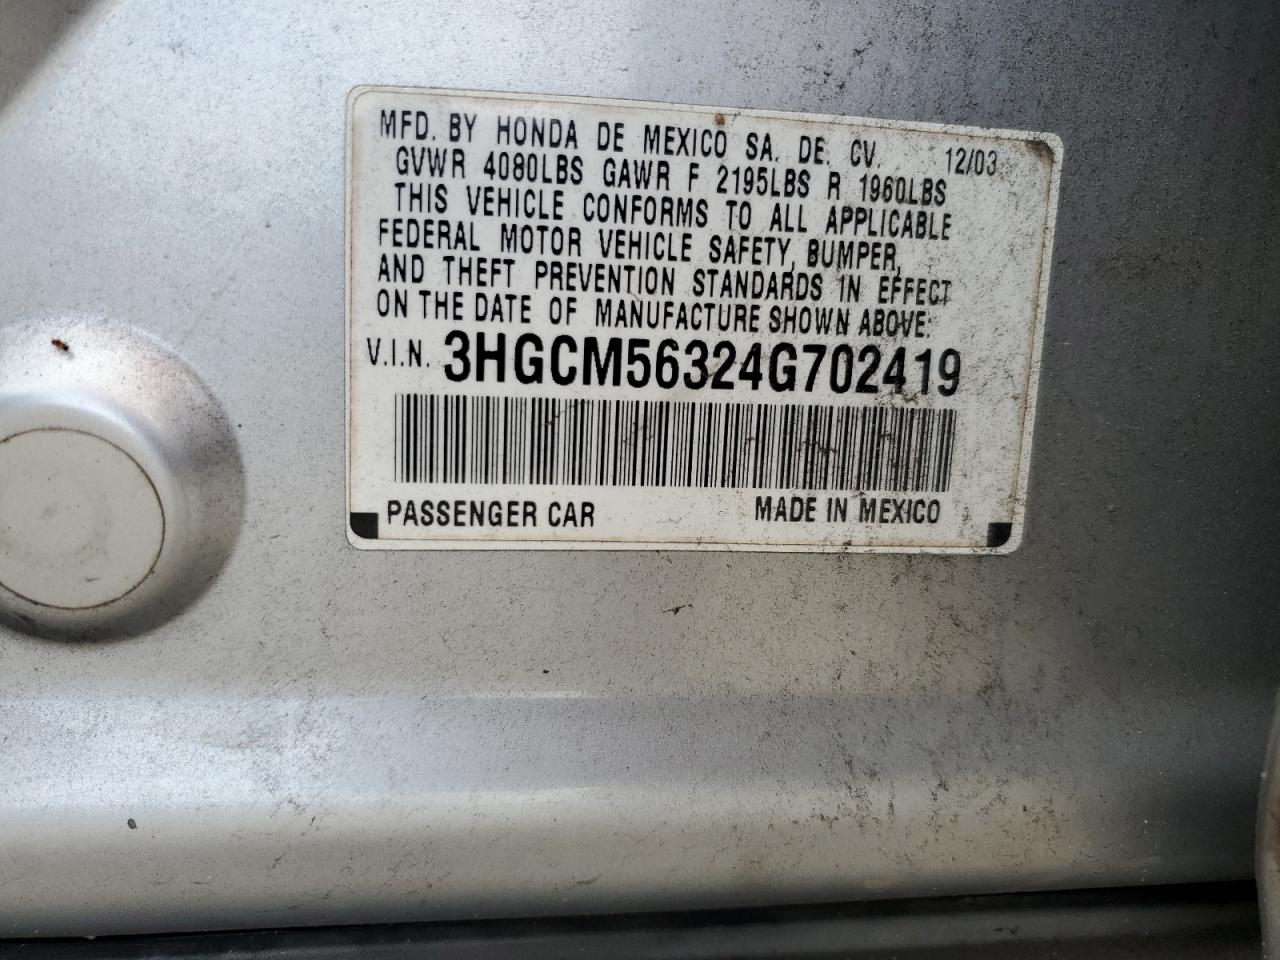 MFD. BY HONDA DE MEXICO SA. DE. CV. 12/03
GVWR 4080LBS GAWR F 2195LBS R 1960LBS
THIS VEHICLE CONFORMS TO ALL APPLICABLE
FEDERAL MOTOR VEHICLE SAFETY, BUMPER,
AND THEFT PREVENTION STANDARDS IN EFFECT
ON THE DATE OF MANUFACTURE SHOWN ABOVE:
V.I.N. 3HGCM56324G702419
PASSENGER CAR MADE IN MEXICO